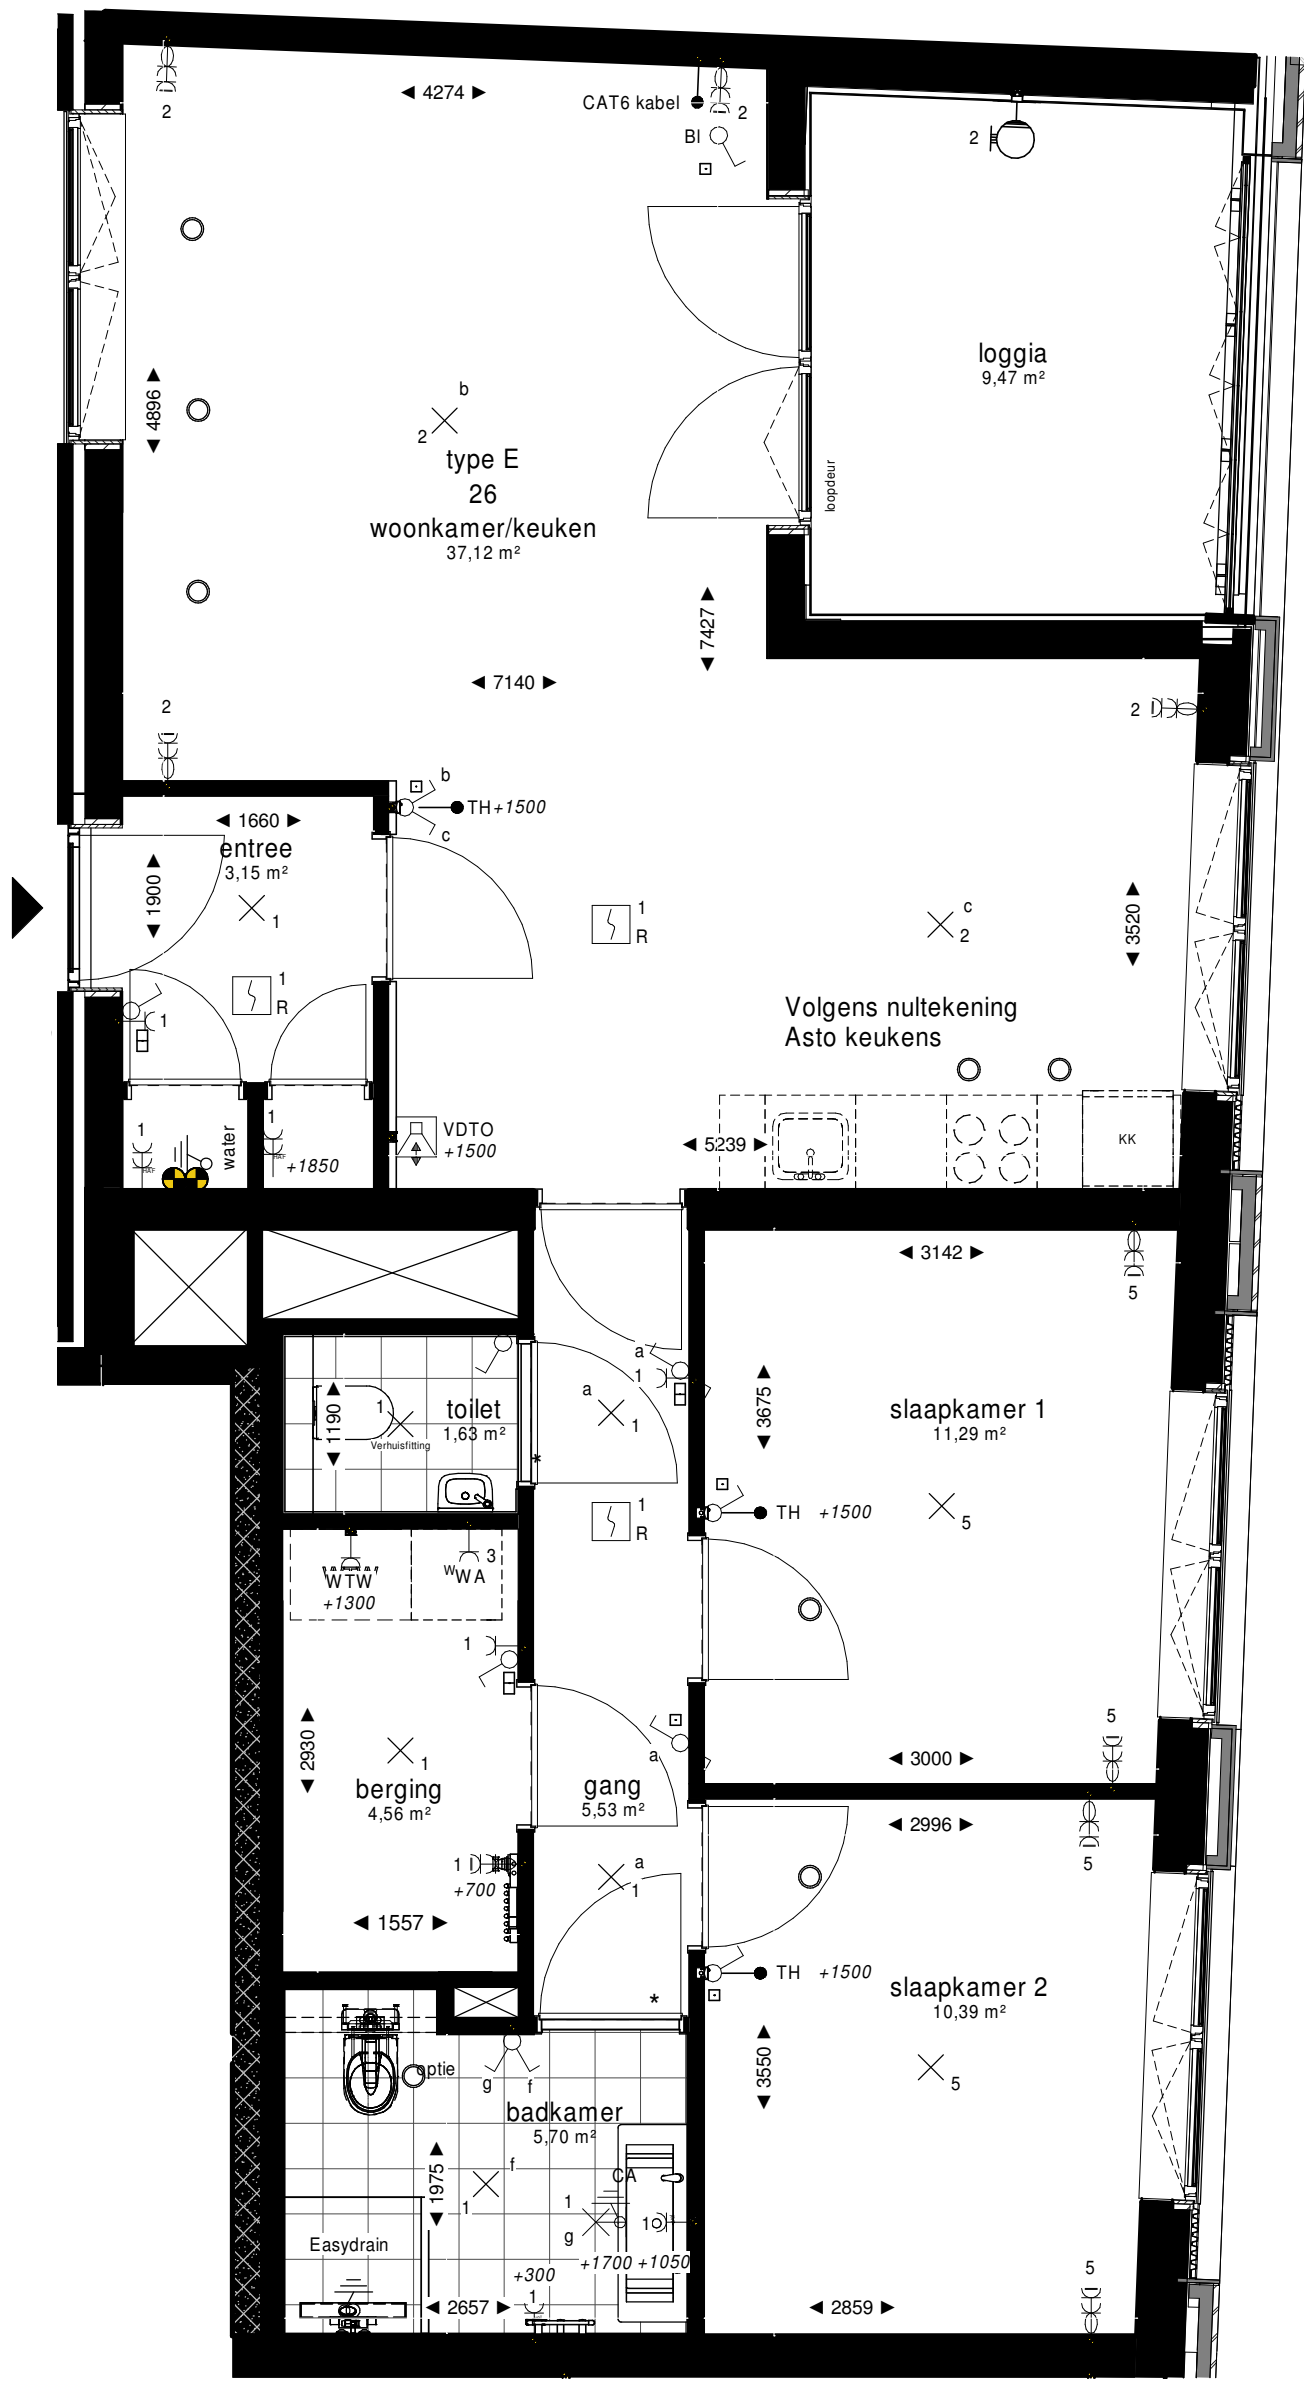 4274
CAT6 kabel
2
2
BI
2
loggia
9,47 m²
4896
b
2
type E
26
woonkamer/keuken
37,12 m²
loopdeur
7427
7140
2
2
b
TH+1500
c
1660
entree
3,15 m²
1900
1
1
R
1
1
R
c
2
3520
Volgens nultekening
Asto keukens
1
water
1
+1850
VDTO
+1500
5239
KK
3142
5
a
1
a
1
3675
slaapkamer 1
11,29 m²
1190
1
toilet
1,63 m²
Verhuisfitting
*
1
R
TH +1500
5
WTW
+1300
WA
3
1
2930
1
berging
4,56 m²
a
gang
5,53 m²
5
3000
2996
5
1
+700
a
1
1557
TH +1500
*
slaapkamer 2
10,39 m²
5
3550
optie
g
f
badkamer
5,70 m²
1975
f
1
CA
1
g
1
Easydrain
+1700 +1050
+300
1
2657
2859
5